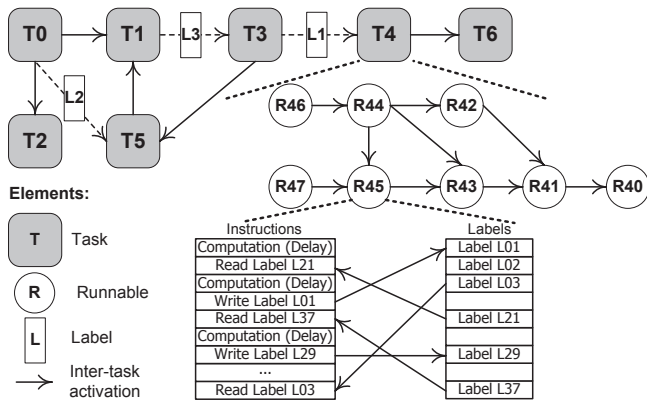 T0
T1
L3
T3
L1
T4
T6
L2
T2
T5
R46
R44
R42
R47
R45
R43
R41
R40
Elements:
T
Task
R
Runnable
L
Label
Inter-task
activation
Instructions
Computation (Delay)
Read Label L21
Computation (Delay)
Write Label L01
Read Label L37
Computation (Delay)
Write Label L29
...
Read Label L03
Labels
Label L01
Label L02
Label L03
Label L21
Label L29
Label L37